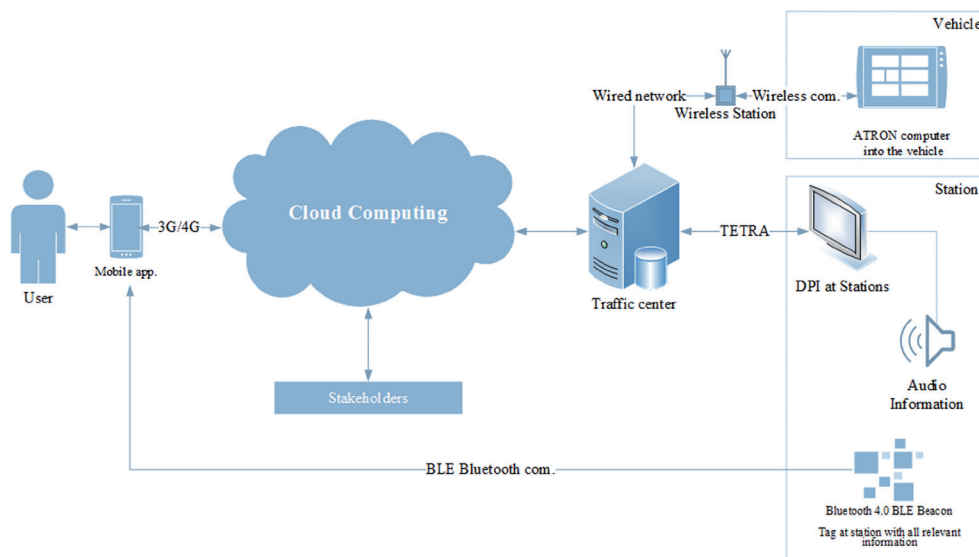 Vehicle
Wired network
Wireless com.
Wireless Station
ATRON computer
into the vehicle
Station
Cloud Computing
3G/4G
TETRA
Mobile app.
User
Traffic center
DPI at Stations
Audio
Information
Stakeholders
BLE Bluetooth com.
Bluetooth 4.0 BLE Beacon
Tag at station with all relevant
information